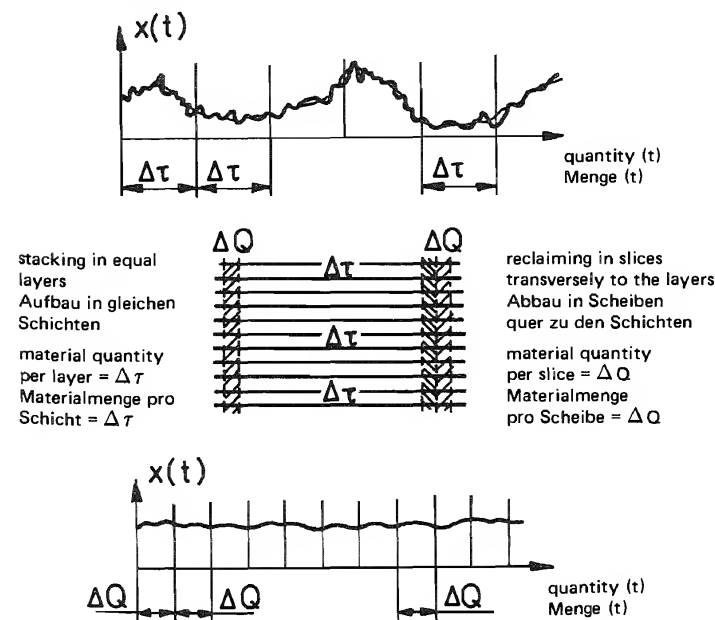 x(t)
Δτ Δτ Δτ
quantity (t)
Menge (t)
ΔQ ΔQ
stacking in equal
layers
Aufbau in gleichen
Schichten
material quantity
per layer = Δτ
Materialmenge pro
Schicht = Δτ
Δτ
Δτ
Δτ
reclaiming in slices
transversely to the layers
Abbau in Scheiben
quer zu den Schichten
material quantity
per slice = ΔQ
Materialmenge
pro Scheibe = ΔQ
x(t)
quantity (t)
Menge (t)
ΔQ ΔQ ΔQ